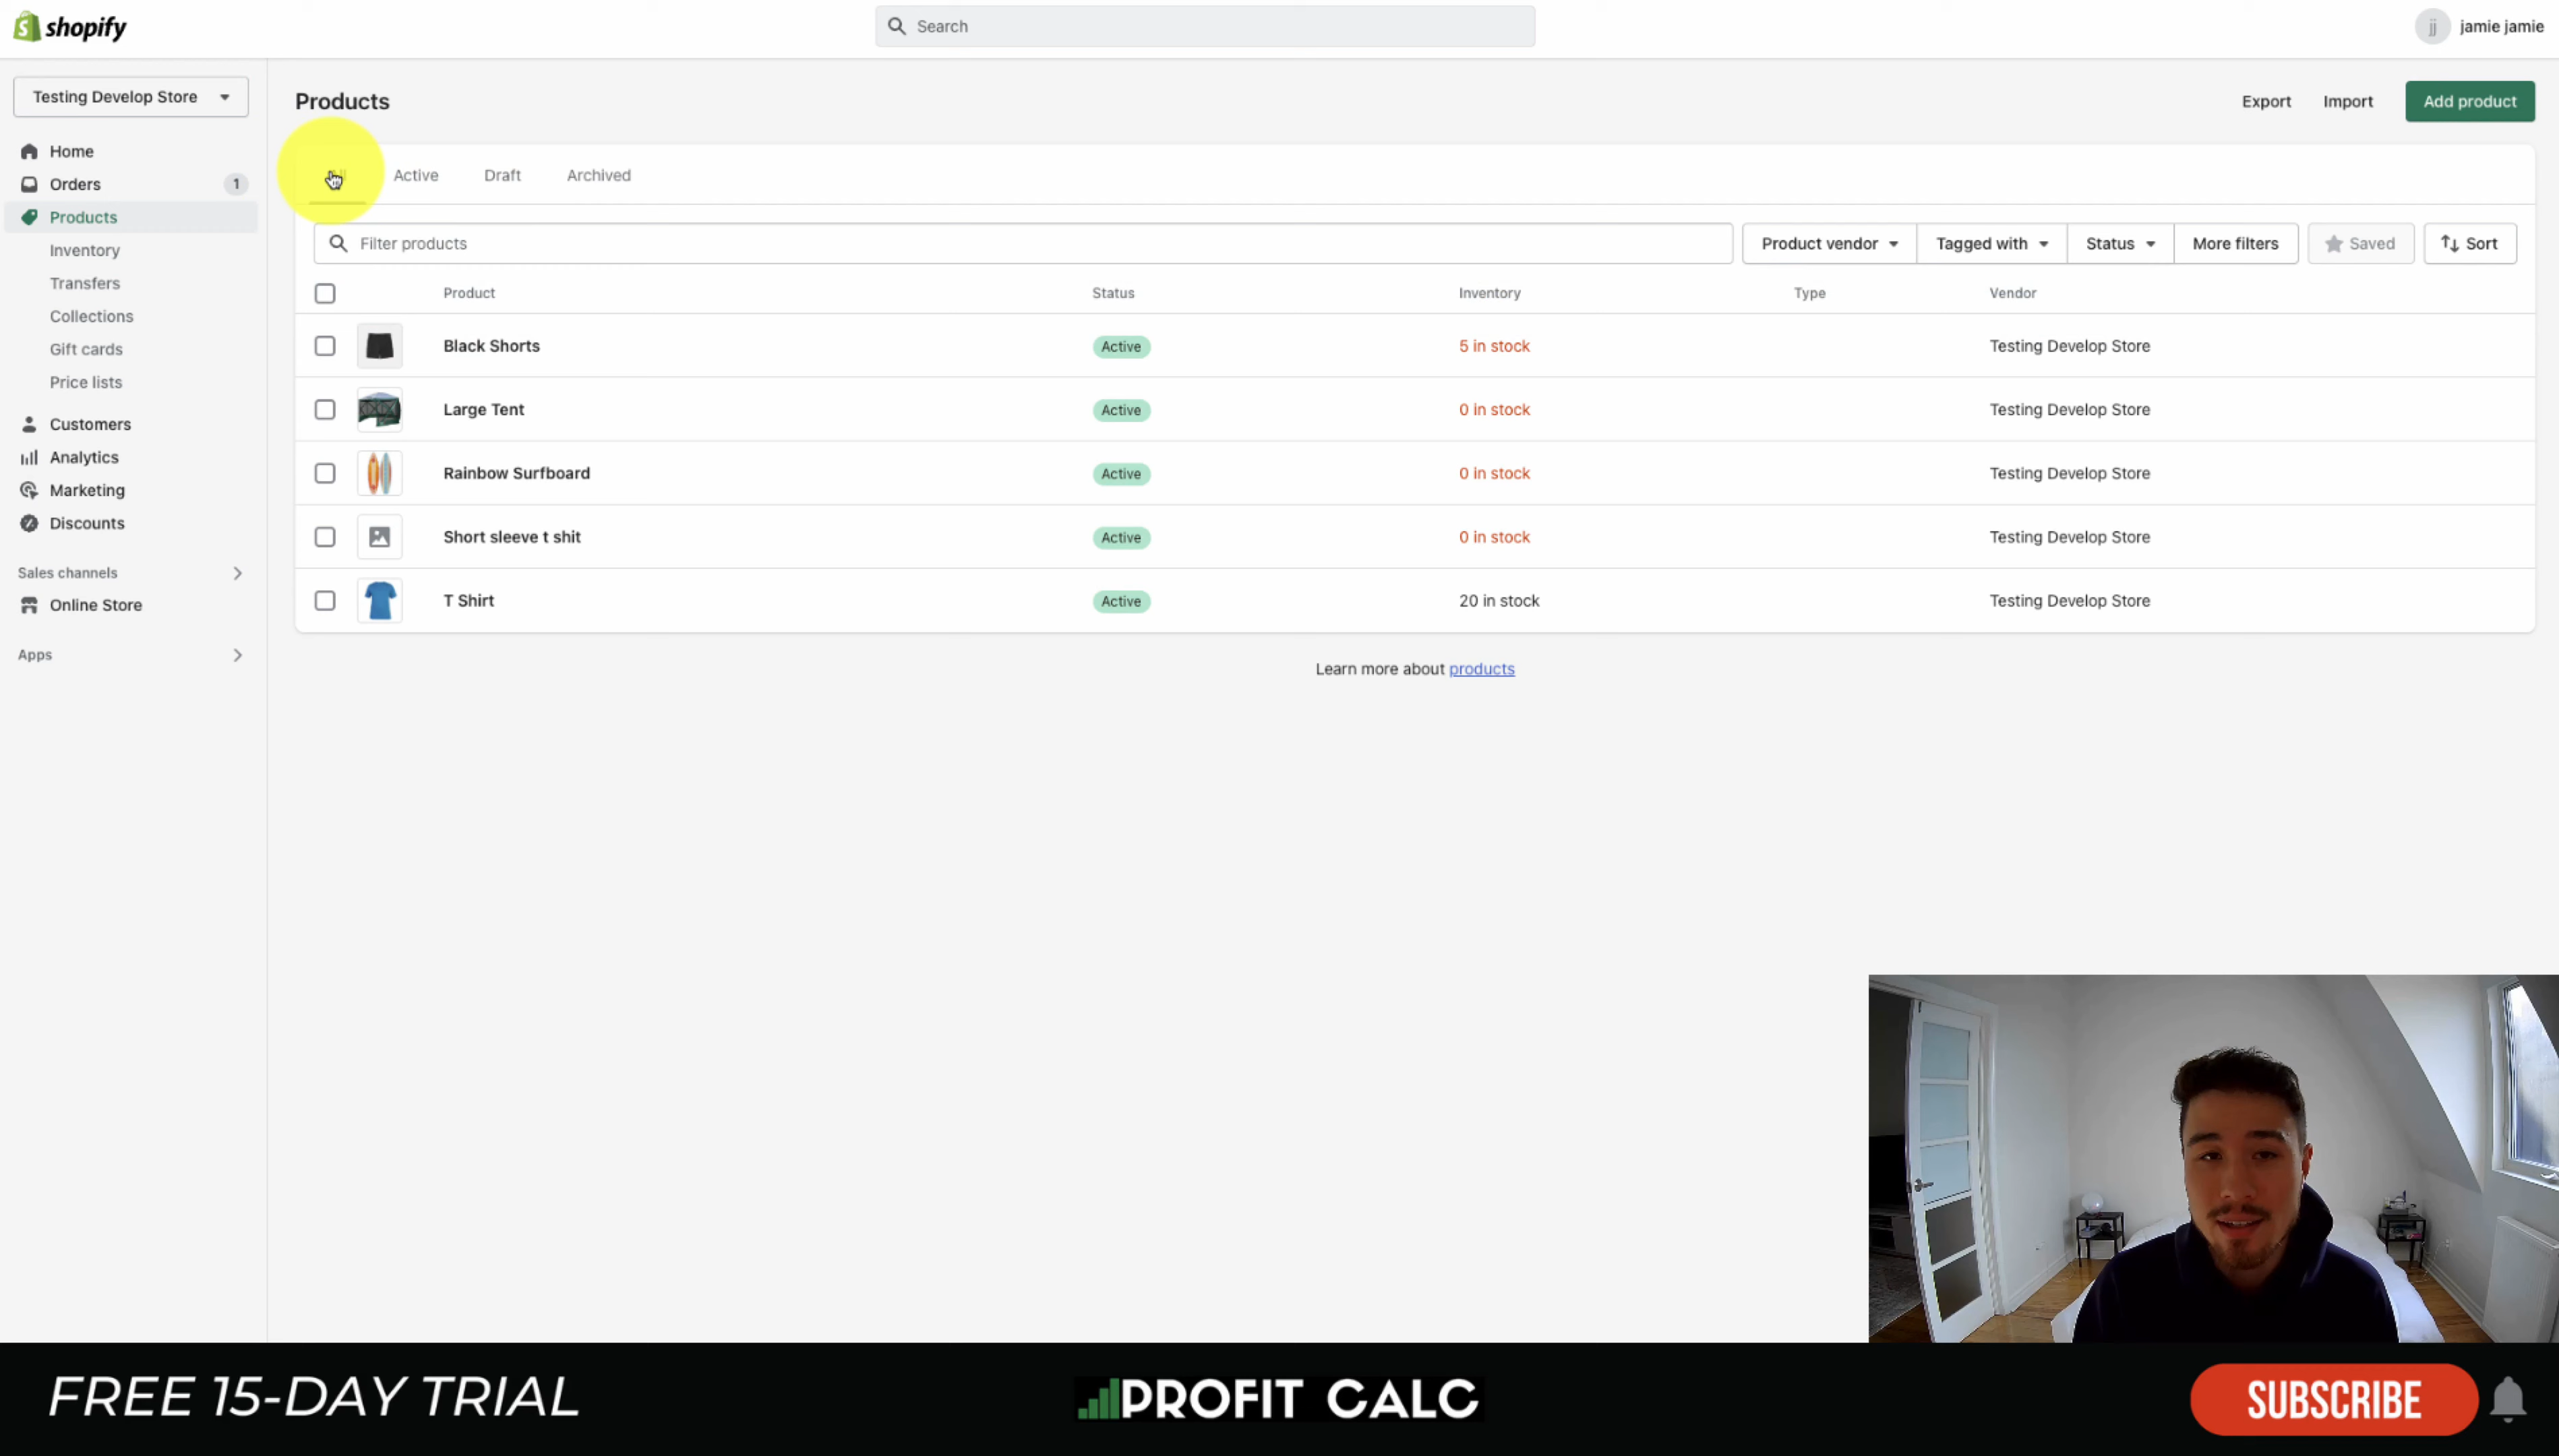 shopify
Search
jj
jamie jamie
Testing Develop Store
Products
Export
Import
Add product
Home
Orders
1
Products
Inventory
Transfers
Collections
Gift cards
Price lists
Customers
Analytics
Marketing
Discounts
Sales channels
Online Store
Apps
Active
Draft
Archived
Filter products
Product vendor
Tagged with
Status
More filters
Saved
Sort
Product Status Inventory Type Vendor
Black Shorts Active 5 in stock Testing Develop Store
Large Tent Active 0 in stock Testing Develop Store
Rainbow Surfboard Active 0 in stock Testing Develop Store
Short sleeve t shit Active 0 in stock Testing Develop Store
T Shirt Active 20 in stock Testing Develop Store
Learn more about products
FREE 15-DAY TRIAL
PROFIT CALC
SUBSCRIBE